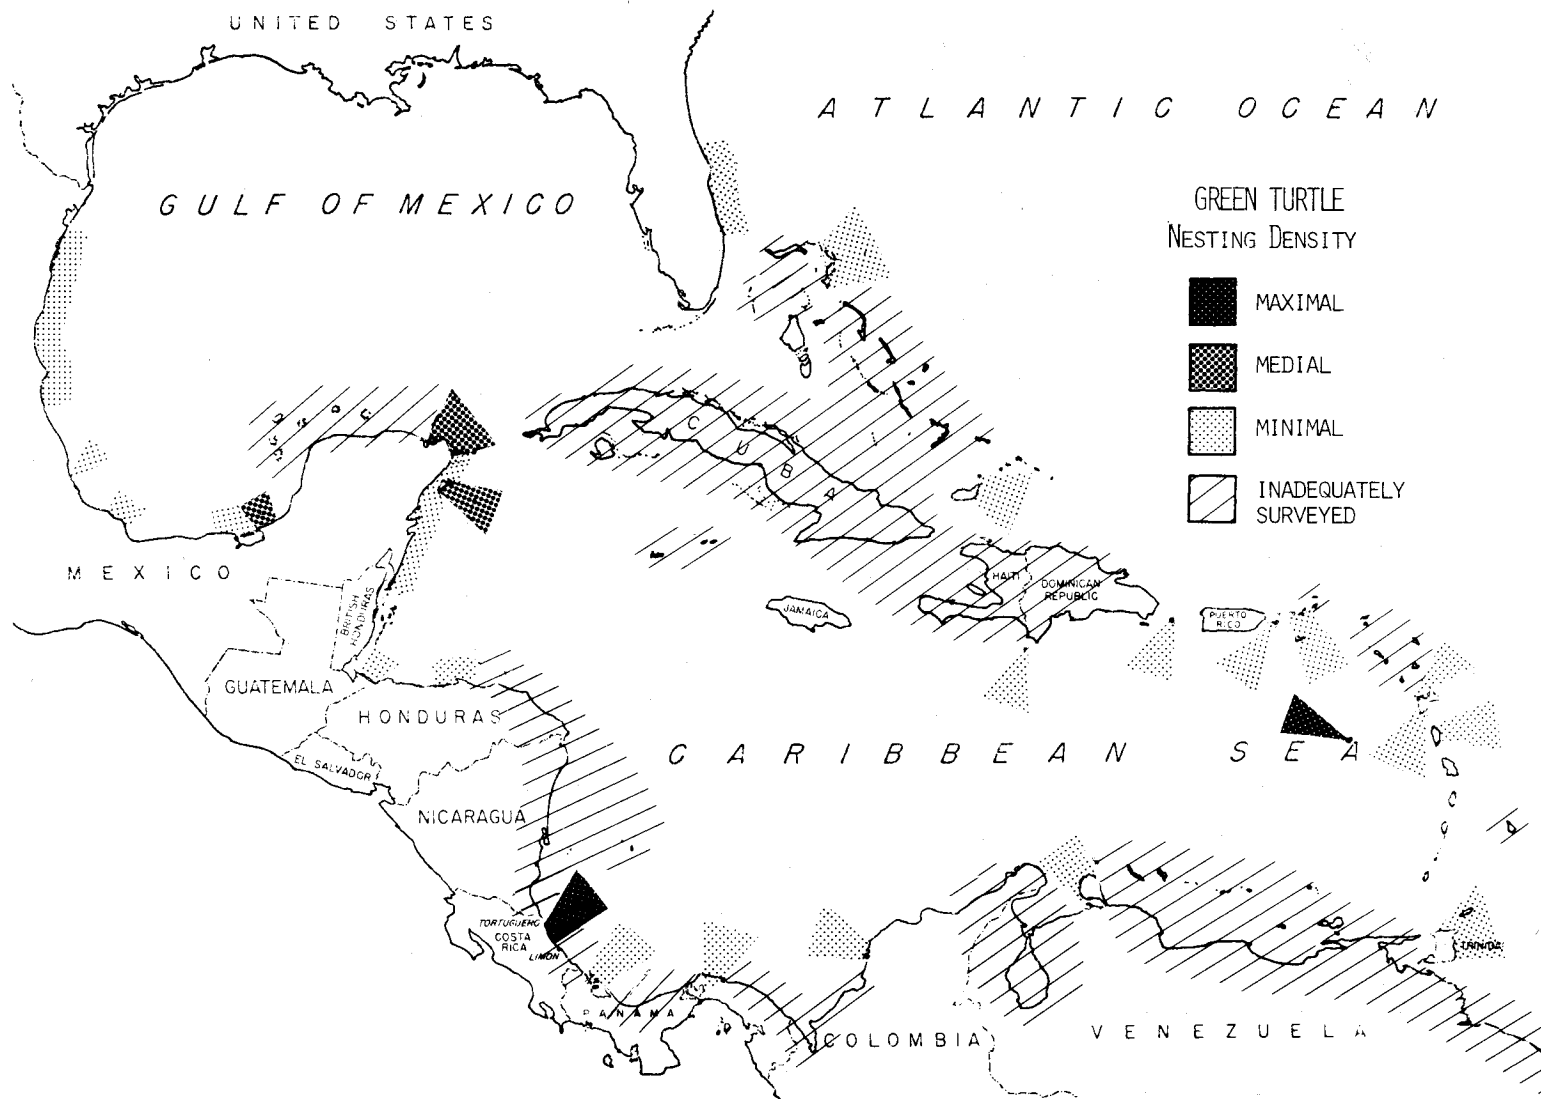 UNITED STATES
ATLANTIC OCEAN
GULF OF MEXICO
GREEN TURTLE
NESTING DENSITY
MAXIMAL
MEDIAL
MINIMAL
INADEQUATELY
SURVEYED
CUBA
MEXICO
BRITISH
HONDURAS
HAITI
DOMINICAN
REPUBLIC
JAMAICA
PUERTO
RICO
GUATEMALA
HONDURAS
EL SALVADOR
CARIBBEAN SEA
NICARAGUA
TORTUGUERO
COSTA
RICA
LIMON
TRINIDAD
PANAMA
COLOMBIA
VENEZUELA